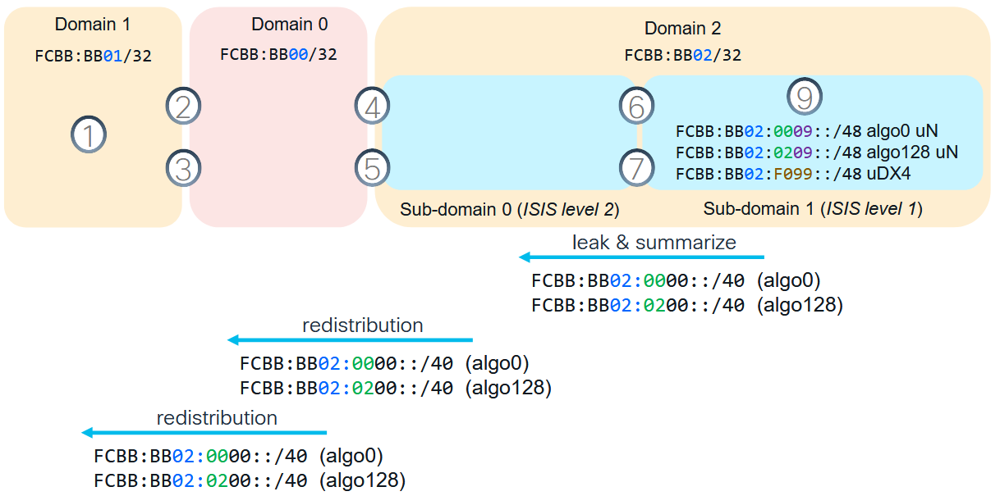 Domain 1
FCBB:BB01/32
Domain 0
FCBB:BB00/32
Domain 2
FCBB:BB02/32
1
2
3
4
5
6
7
9
FCBB:BB02:0009::/48 algo0 uN
FCBB:BB02:0209::/48 algo128 uN
FCBB:BB02:F099::/48 uDX4
Sub-domain 0 (ISIS level 2)
Sub-domain 1 (ISIS level 1)
leak & summarize
FCBB:BB02:0000::/40 (algo0)
FCBB:BB02:0200::/40 (algo128)
redistribution
FCBB:BB02:0000::/40 (algo0)
FCBB:BB02:0200::/40 (algo128)
redistribution
FCBB:BB02:0000::/40 (algo0)
FCBB:BB02:0200::/40 (algo128)